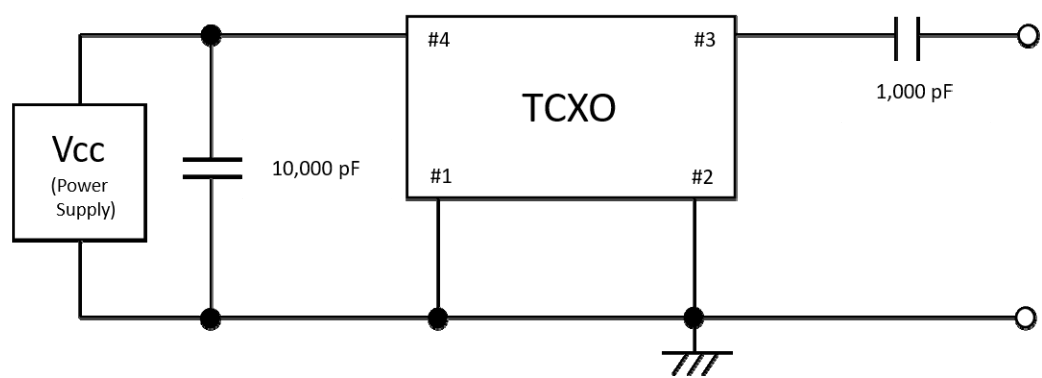 #4
#3
1,000 pF
TCXO
Vcc
(Power
Supply)
10,000 pF
#1
#2